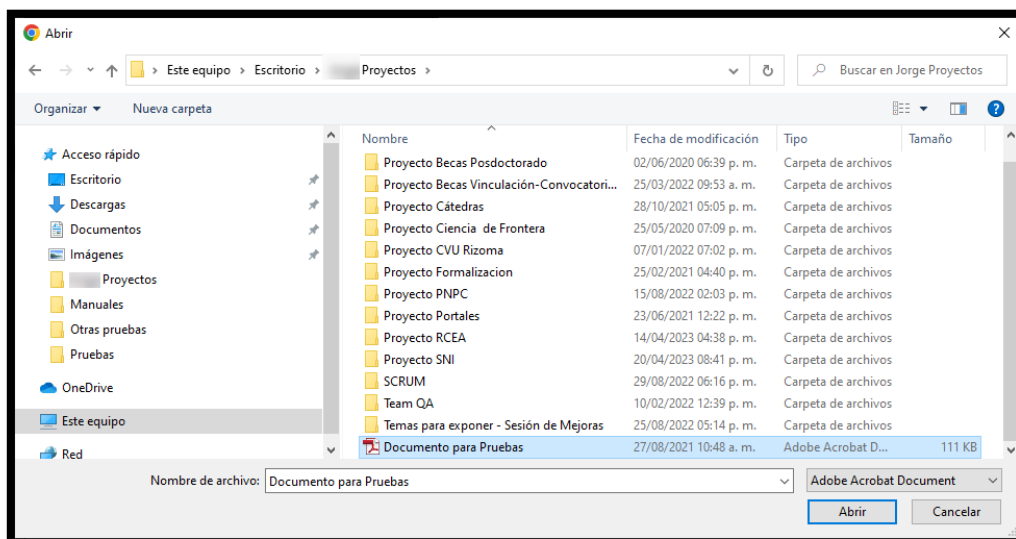 Abrir
Este equipo > Escritorio > Proyectos >
Buscar en Jorge Proyectos
Organizar Nueva carpeta
Acceso rápido
Escritorio
Descargas
Documentos
Imágenes
Proyectos
Manuales
Otras pruebas
Pruebas
OneDrive
Este equipo
Red
Nombre Fecha de modificación Tipo Tamaño
Proyecto Becas Posdoctorado 02/06/2020 06:39 p. m. Carpeta de archivos
Proyecto Becas Vinculación-Convocatori... 25/03/2022 09:53 a. m. Carpeta de archivos
Proyecto Cátedras 28/10/2021 05:05 p. m. Carpeta de archivos
Proyecto Ciencia de Frontera 25/05/2020 07:09 p. m. Carpeta de archivos
Proyecto CVU Rizoma 07/01/2022 07:02 p. m. Carpeta de archivos
Proyecto Formalizacion 25/02/2021 04:40 p. m. Carpeta de archivos
Proyecto PNPC 15/08/2022 02:03 p. m. Carpeta de archivos
Proyecto Portales 23/06/2021 12:22 p. m. Carpeta de archivos
Proyecto RCEA 14/04/2023 04:38 p. m. Carpeta de archivos
Proyecto SNI 20/04/2023 08:41 p. m. Carpeta de archivos
SCRUM 29/08/2022 06:16 p. m. Carpeta de archivos
Team QA 10/02/2022 12:39 p. m. Carpeta de archivos
Temas para exponer - Sesión de Mejoras 25/08/2022 05:14 p. m. Carpeta de archivos
Documento para Pruebas 27/08/2021 10:48 a. m. Adobe Acrobat D... 111 KB
Nombre de archivo: Documento para Pruebas Adobe Acrobat Document
Abrir Cancelar